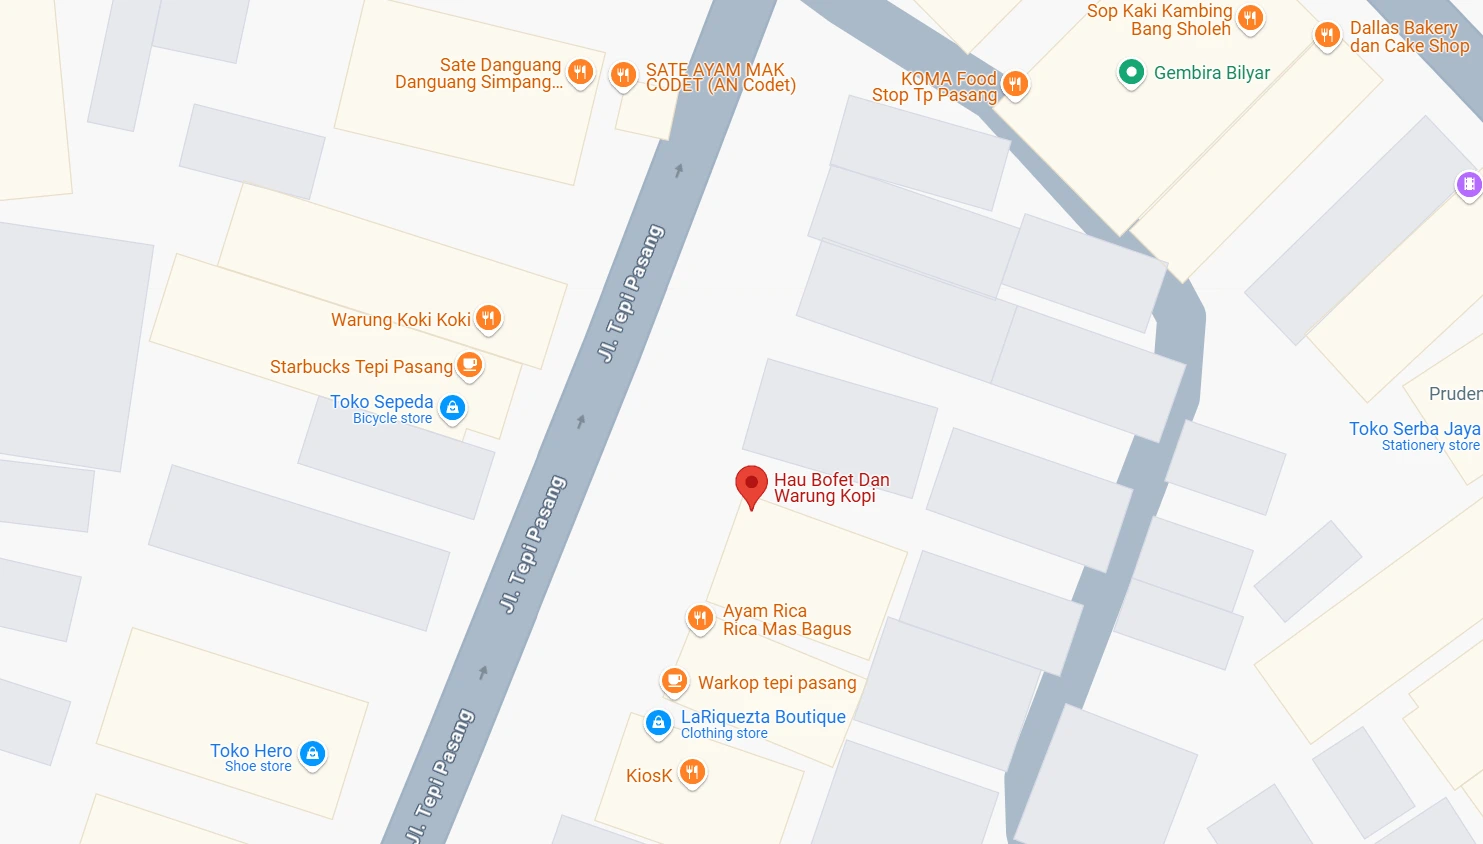 Sop Kaki Kambing
Bang Sholeh
Dallas Bakery
dan Cake Shop
Sate Danguang
Danguang Simpang...
SATE AYAM MAK
CODET (AN Codet)
KOMA Food
Stop Tp Pasang
Gembira Bilyar
Jl. Tepi Pasang
Warung Koki Koki
Starbucks Tepi Pasang
Toko Sepeda
Bicycle store
Pruden
Toko Serba Jaya
Stationery store
Hau Bofet Dan
Warung Kopi
Jl. Tepi Pasang
Ayam Rica
Rica Mas Bagus
Warkop tepi pasang
LaRiquezta Boutique
Clothing store
Toko Hero
Shoe store
KiosK
Jl. Tepi Pasang